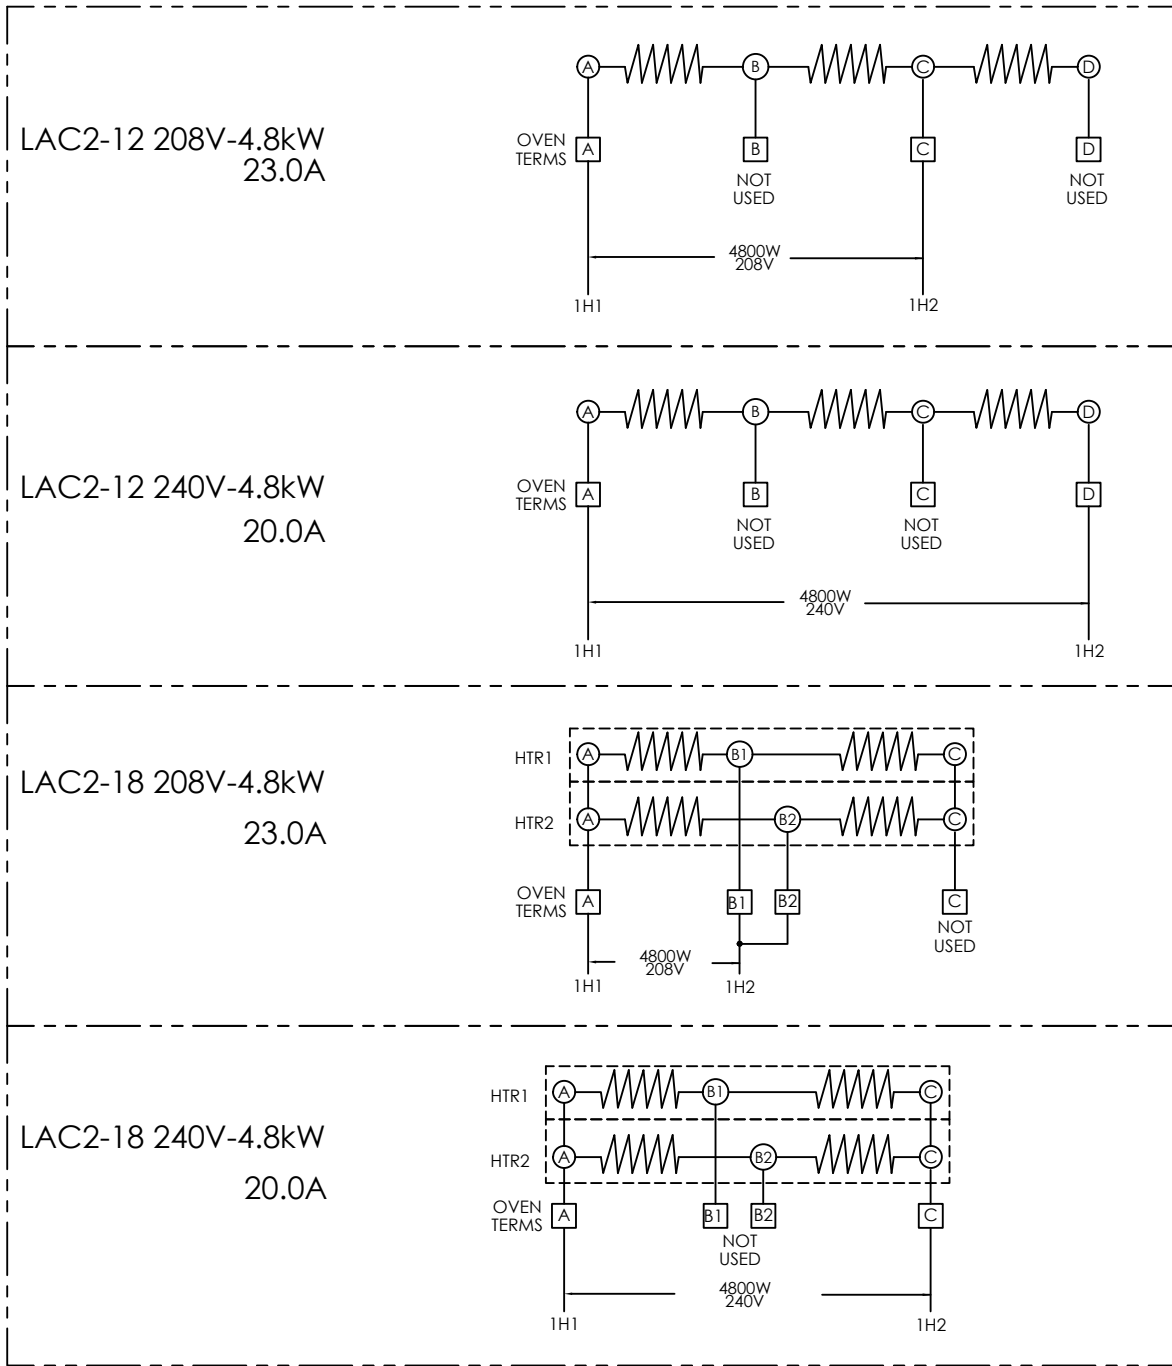 A B C D
LAC2-12 208V-4.8kW
23.0A
OVEN
TERMS
A B C D
NOT
USED
NOT
USED
4800W
208V
1H1 1H2
A B C D
LAC2-12 240V-4.8kW
20.0A
OVEN
TERMS
A B C D
NOT
USED
NOT
USED
4800W
240V
1H1 1H2
LAC2-18 208V-4.8kW
23.0A
HTR1 A B1 C
HTR2 A B2 C
OVEN
TERMS
A B1 B2 C
NOT
USED
4800W
208V
1H1 1H2
LAC2-18 240V-4.8kW
20.0A
HTR1 A B1 C
HTR2 A B2 C
OVEN
TERMS
A B1 B2 C
NOT
USED
4800W
240V
1H1 1H2